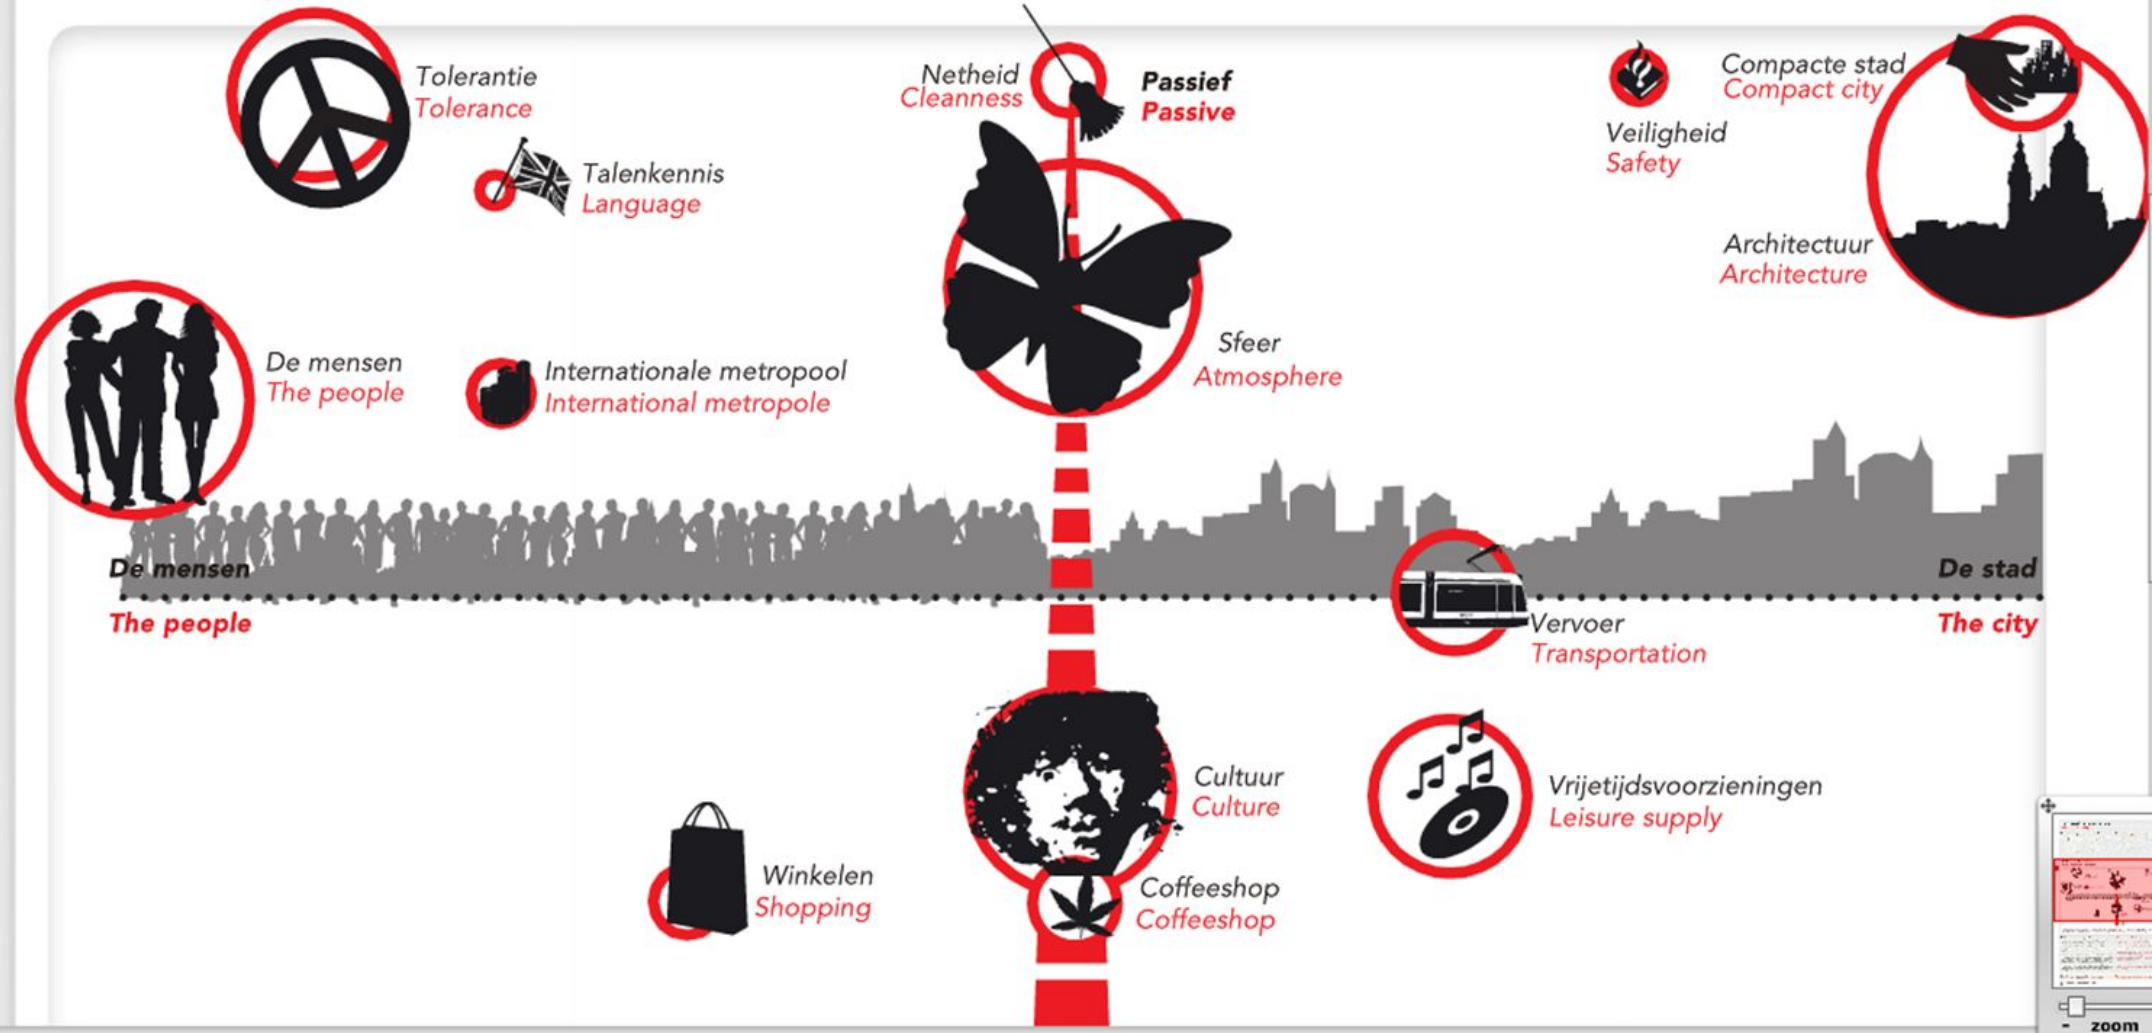 Tolerantie
Tolerance
Talenkennis
Language
Netheid
Cleanness
Passief
Passive
Compacte stad
Compact city
Veiligheid
Safety
Architectuur
Architecture
Sfeer
Atmosphere
De mensen
The people
Internationale metropool
International metropole
De mensen
The people
De stad
The city
Vervoer
Transportation
Cultuur
Culture
Vrijetijdsvoorzieningen
Leisure supply
Winkelen
Shopping
Coffeeshop
Coffeeshop
- zoom